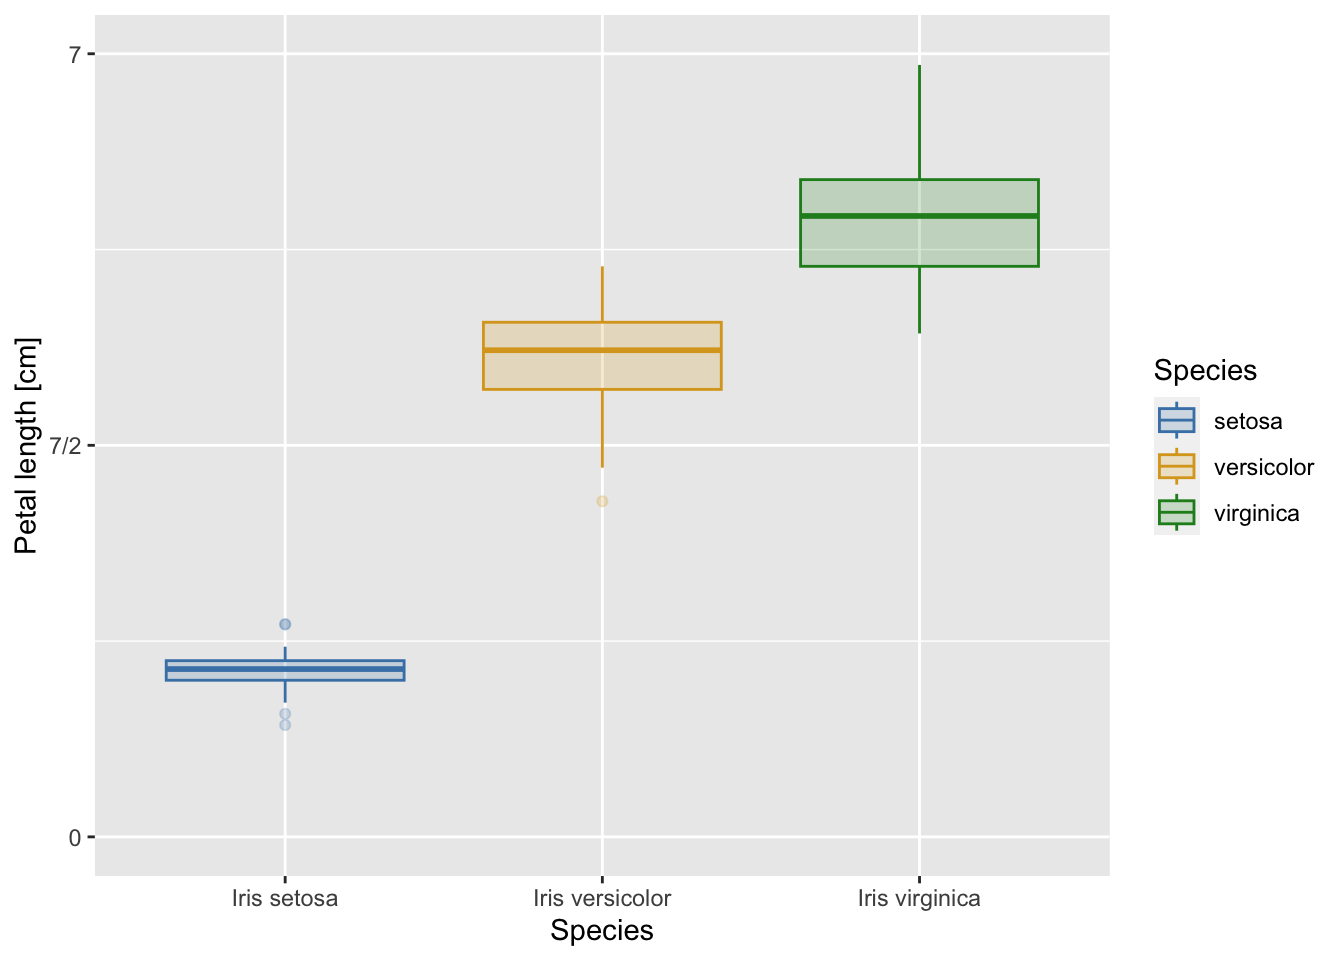 Petal length [cm]
7
7/2
0
Iris setosa
Iris versicolor
Iris virginica
Species
Species
setosa
versicolor
virginica